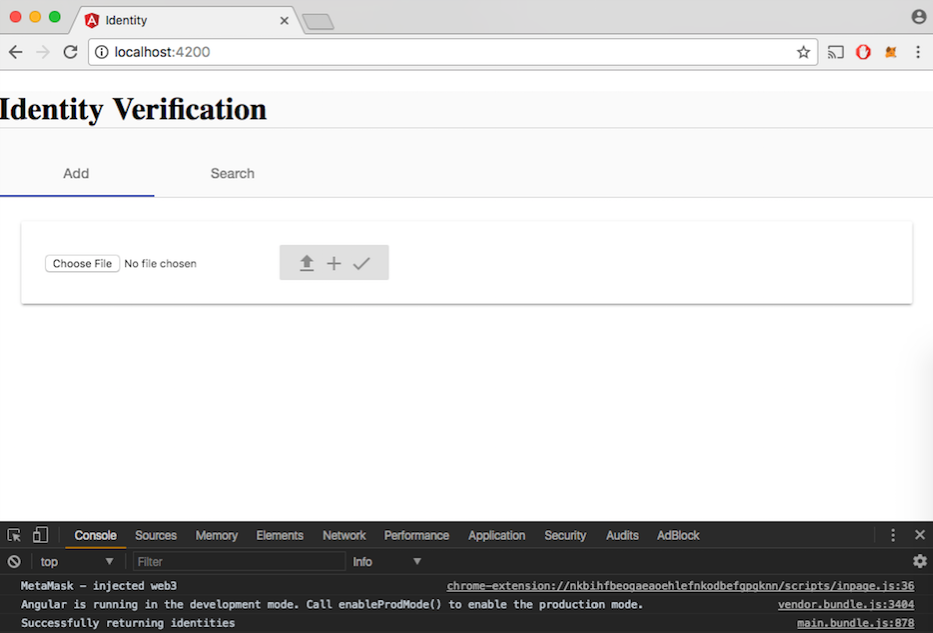 Identity
localhost:4200
Identity Verification
Add Search
Choose File No file chosen
Console Sources Memory Elements Network Performance Application Security Audits AdBlock
top Filter Info
MetaMask - injected web3 chrome-extension://nkbihfbeogaeaoehlefnkodbefgpgknn/scripts/inpage.js:36
Angular is running in the development mode. Call enableProdMode() to enable the production mode. vendor.bundle.js:3404
Successfully returning identities main.bundle.js:878